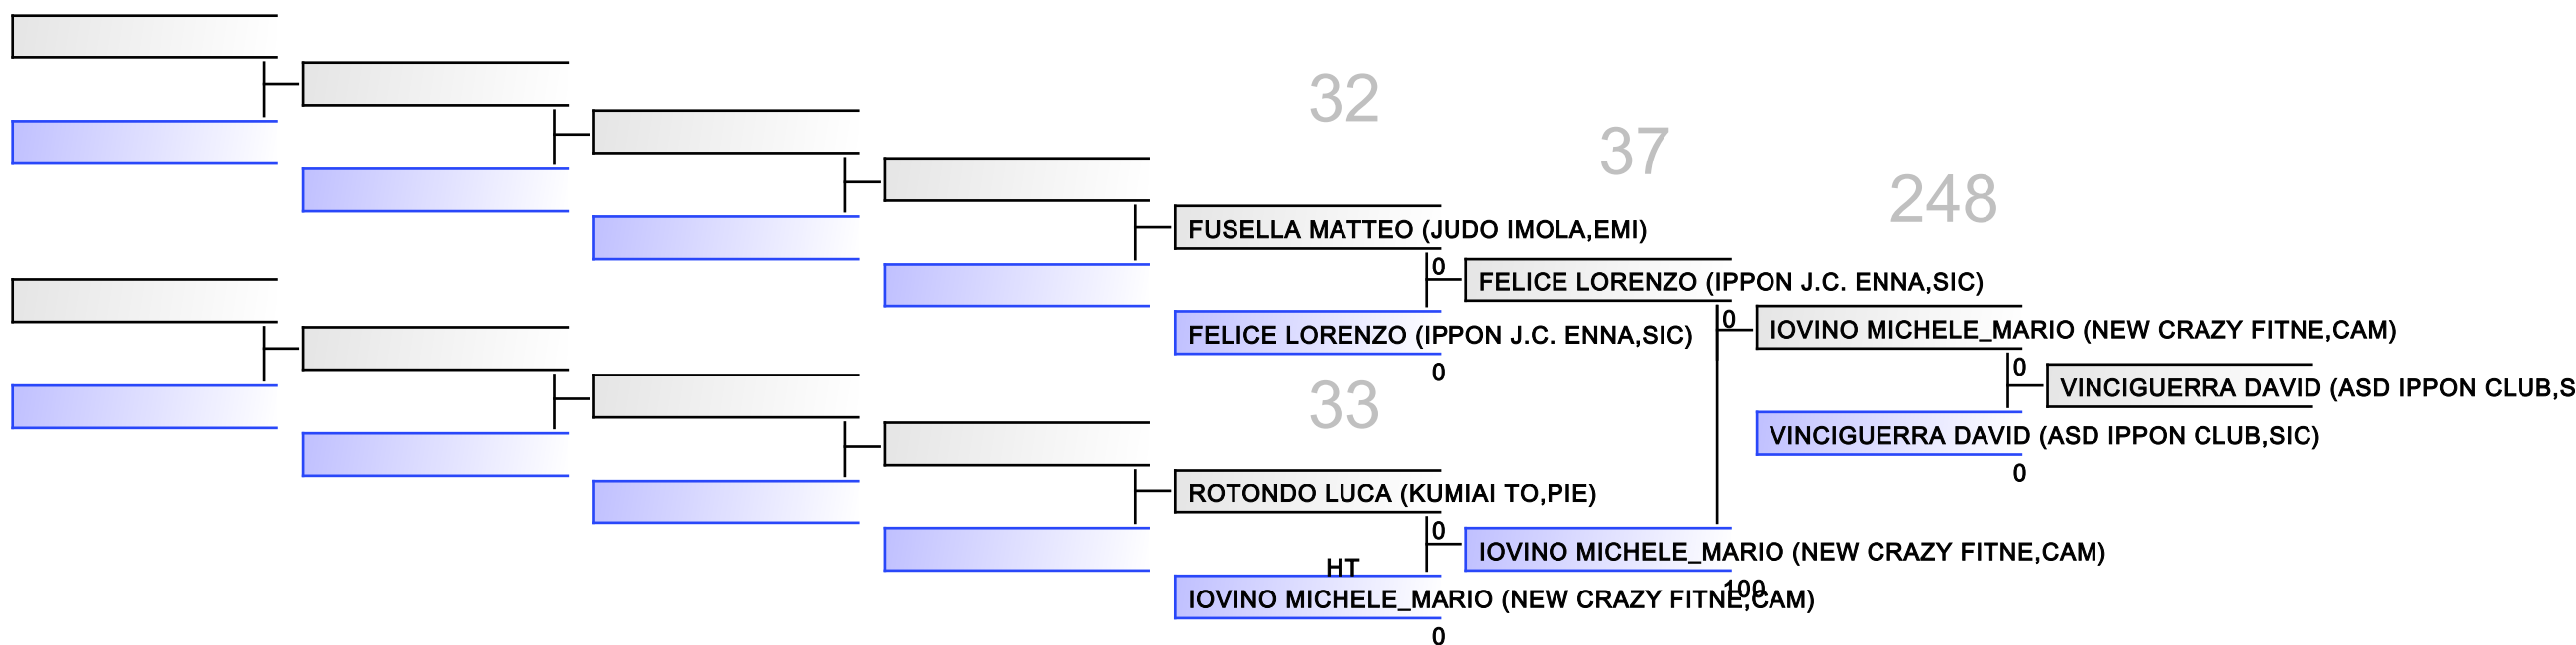 32
37
248
FUSELLA MATTEO (JUDO IMOLA,EMI)
0
FELICE LORENZO (IPPON J.C. ENNA,SIC)
0
IOVINO MICHELE_MARIO (NEW CRAZY FITNE,CAM)
FELICE LORENZO (IPPON J.C. ENNA,SIC)
0
0
VINCIGUERRA DAVID (ASD IPPON CLUB,S
33
VINCIGUERRA DAVID (ASD IPPON CLUB,SIC)
0
ROTONDO LUCA (KUMIAI TO,PIE)
0
IOVINO MICHELE_MARIO (NEW CRAZY FITNE,CAM)
HT
100
IOVINO MICHELE_MARIO (NEW CRAZY FITNE,CAM)
0